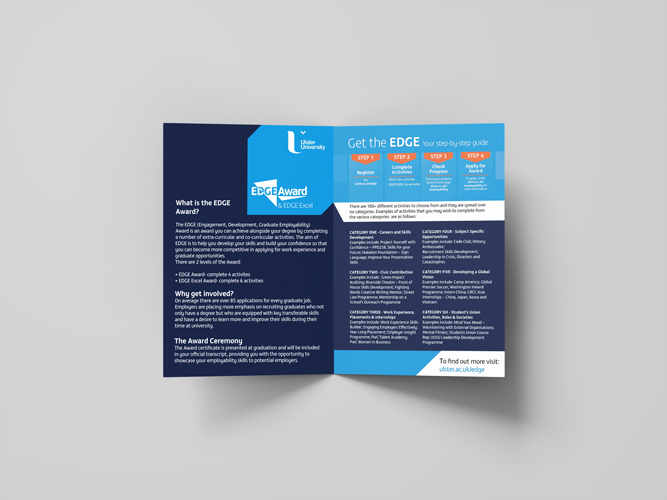 Ulster
University
EDGEAward
& EDGE Excel
What is the EDGE
Award?
The EDGE (Engagement, Development, Graduate Employability)
Award is an award you can achieve alongside your degree by completing
a number of extra-curricular and co-curricular activities. The aim of
EDGE is to help you develop your skills and build your confidence so that
you can become more competitive in applying for work experience and
graduate opportunities.
There are 2 levels of the Award:
• EDGE Award- complete 4 activites
• EDGE Excel Award- complete 6 activities
Why get involved?
On average there are over 85 applications for every graduate job.
Employers are placing more emphasis on recruiting graduates who not
only have a degree but who are equipped with key transferable skills
and have a desire to learn more and improve their skills during their
time at university.
The Award Ceremony
The Award certificate is presented at graduation and will be included
in your official transcript, providing you with the opportunity to
showcase your employability skills to potential employers.
Get the EDGE Your step-by-step guide
STEP 1
Register
STEP 2
Complete
Activities
STEP 3
Check
Progress
STEP 4
Apply for
Award
There are 100+ different activities to choose from and they are spread over
six categories. Examples of activities that you may wish to complete from
the various categories are as follows:
CATEGORY ONE - Careers and Skills
Development
Examples include: Project Yourself with
Confidence - Skills for your
Future; Makaton Foundation – Sign
Language; Improve Your Presentation
Skills
CATEGORY TWO - Civic Contribution
Examples include: Green Impact
Auditing, Riverside Theatre – Front of
House Skills Development; Fighting
Words Creative Writing Mentor; Street
Law Programme; Mentorship on a
School's Outreach Programme
CATEGORY THREE - Work Experience,
Placements & Internships
Examples include: Work Experience Skills
Builder; Engaging Employers Effectively;
Year Long Placement; Employer Insight
Programme; PwC Talent Academy;
PwC Women in Business
CATEGORY FOUR - Subject Specific
Opportunities
Examples include: Code Club; History
Ambassador;
Recruitment Skills Development;
Leadership in Crisis, Disasters and
Catastrophes
CATEGORY FIVE - Developing a Global
Vision
Examples include: Camp America; Global
Premier Soccer; Washington Ireland
Programme; Intern China; CRCC Asia
Internships – China, Japan, Korea and
Vietnam
CATEGORY SIX - Student's Union
Activities, Roles & Societies
Examples include: Mind Your Mood –
Volunteering with External Organisations;
Mental Fitness; Students Union Course
Rep; UUSU Leadership Development
Programme
To find out more visit:
ulster.ac.uk/edge